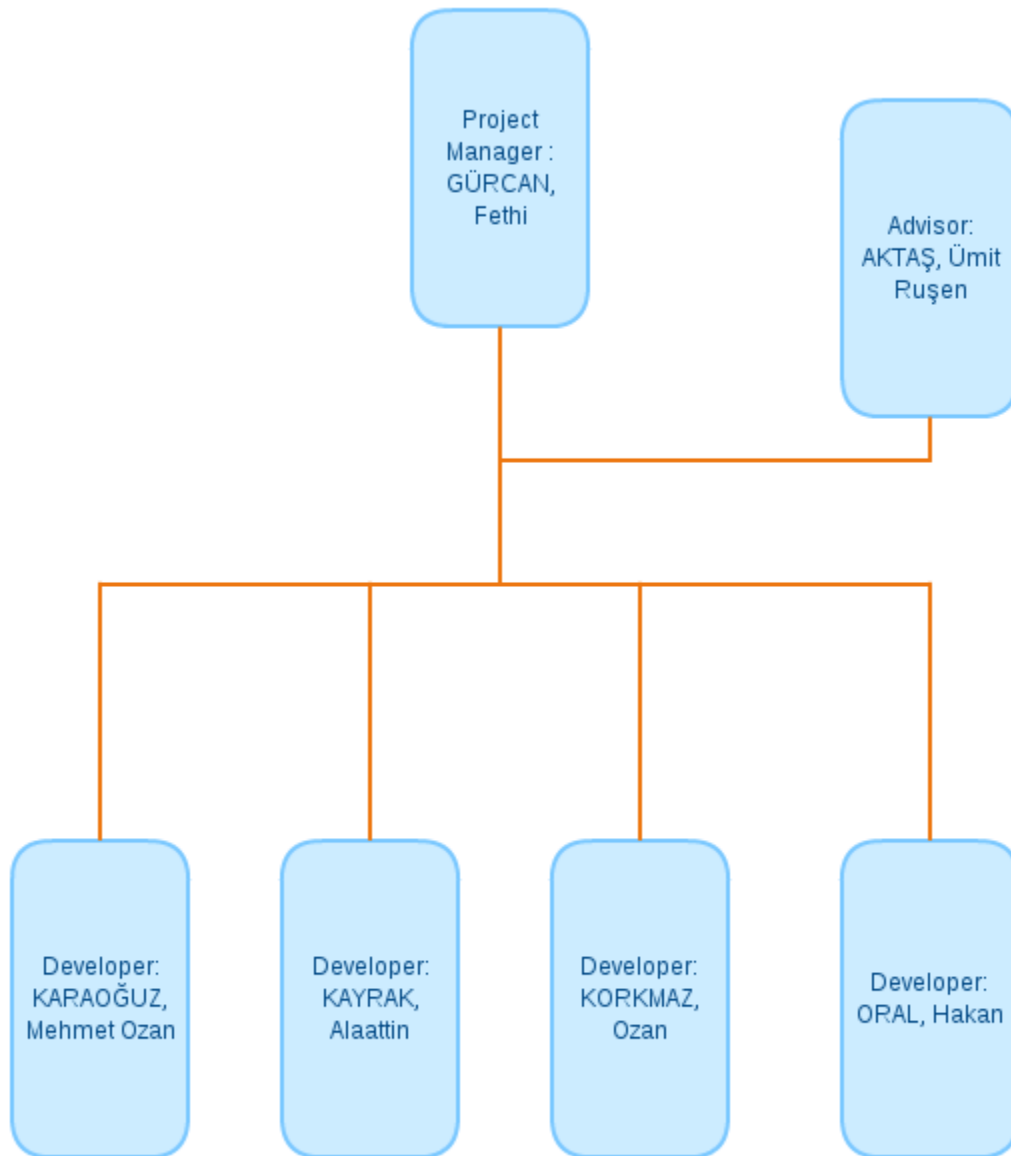 Project
Manager :
GÜRCAN,
Fethi
Advisor:
AKTAŞ, Ümit
Ruşen
Developer:
KARAOĞUZ,
Mehmet Ozan
Developer:
KAYRAK,
Alaattin
Developer:
KORKMAZ,
Ozan
Developer:
ORAL, Hakan